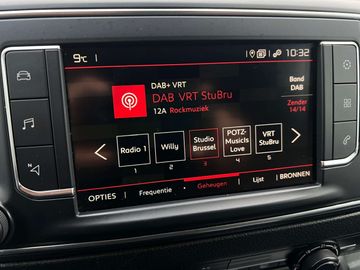 9°C
10:32
DAB+ VRT
DAB VRT StuBru
12A Rockmuziek
Band
DAB
Zender
14/14
Radio 1
Willy
Studio Brussel
POTZ-MusicIs Love
VRT StuBru
1 2 3 4 5
OPTIES Frequentie Geheugen Lijst BRONNEN
N